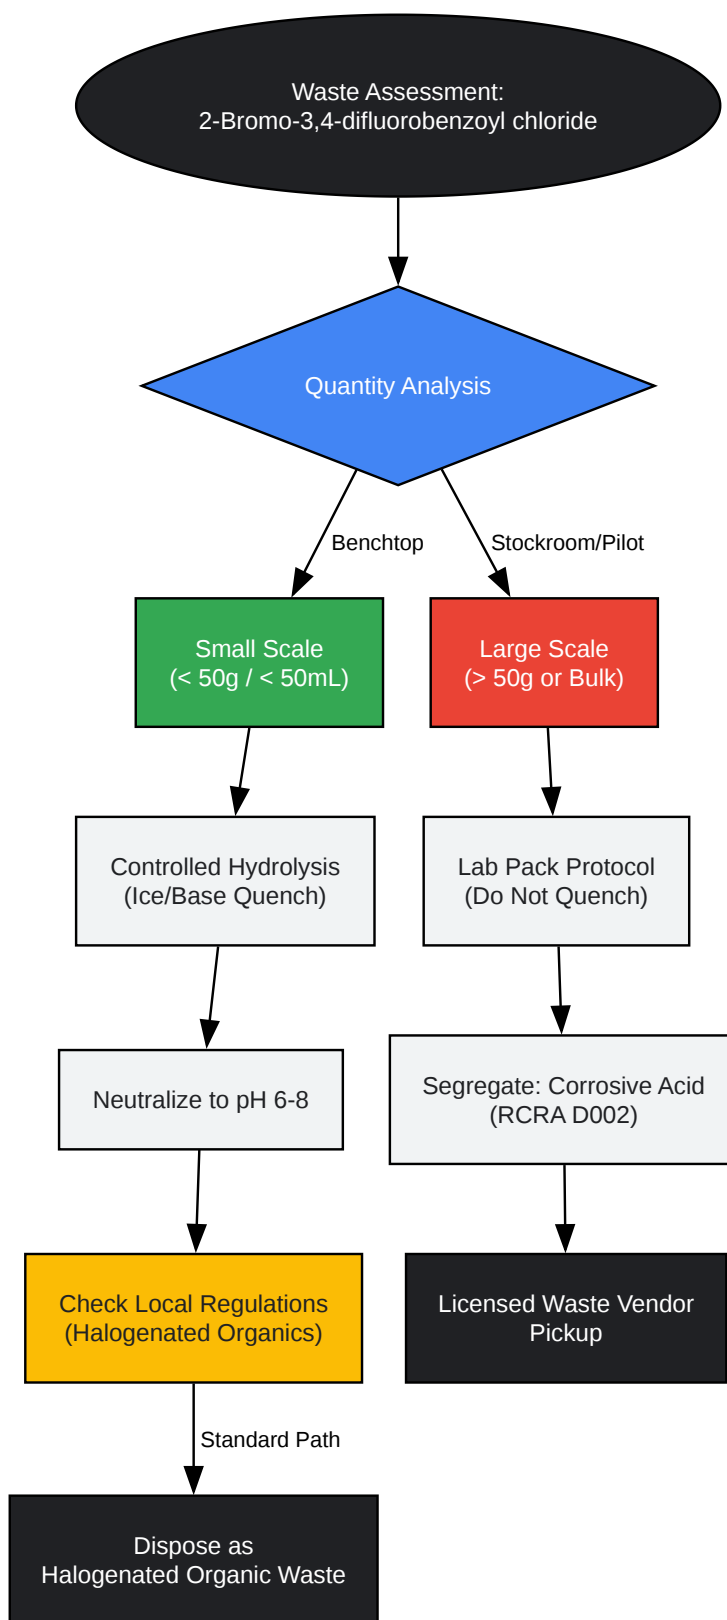 Waste Assessment:
2-Bromo-3,4-difluorobenzoyl chloride
Quantity Analysis
Benchtop
Stockroom/Pilot
Small Scale
(< 50g / < 50mL)
Large Scale
(> 50g or Bulk)
Controlled Hydrolysis
(Ice/Base Quench)
Lab Pack Protocol
(Do Not Quench)
Neutralize to pH 6-8
Segregate: Corrosive Acid
(RCRA D002)
Check Local Regulations
(Halogenated Organics)
Licensed Waste Vendor
Pickup
Standard Path
Dispose as
Halogenated Organic Waste